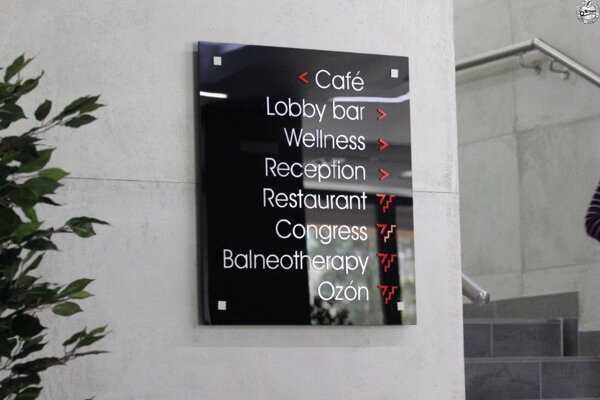 < Café
Lobby bar >
Wellness >
Reception >
Restaurant
Congress
Balneotherapy
Ozón